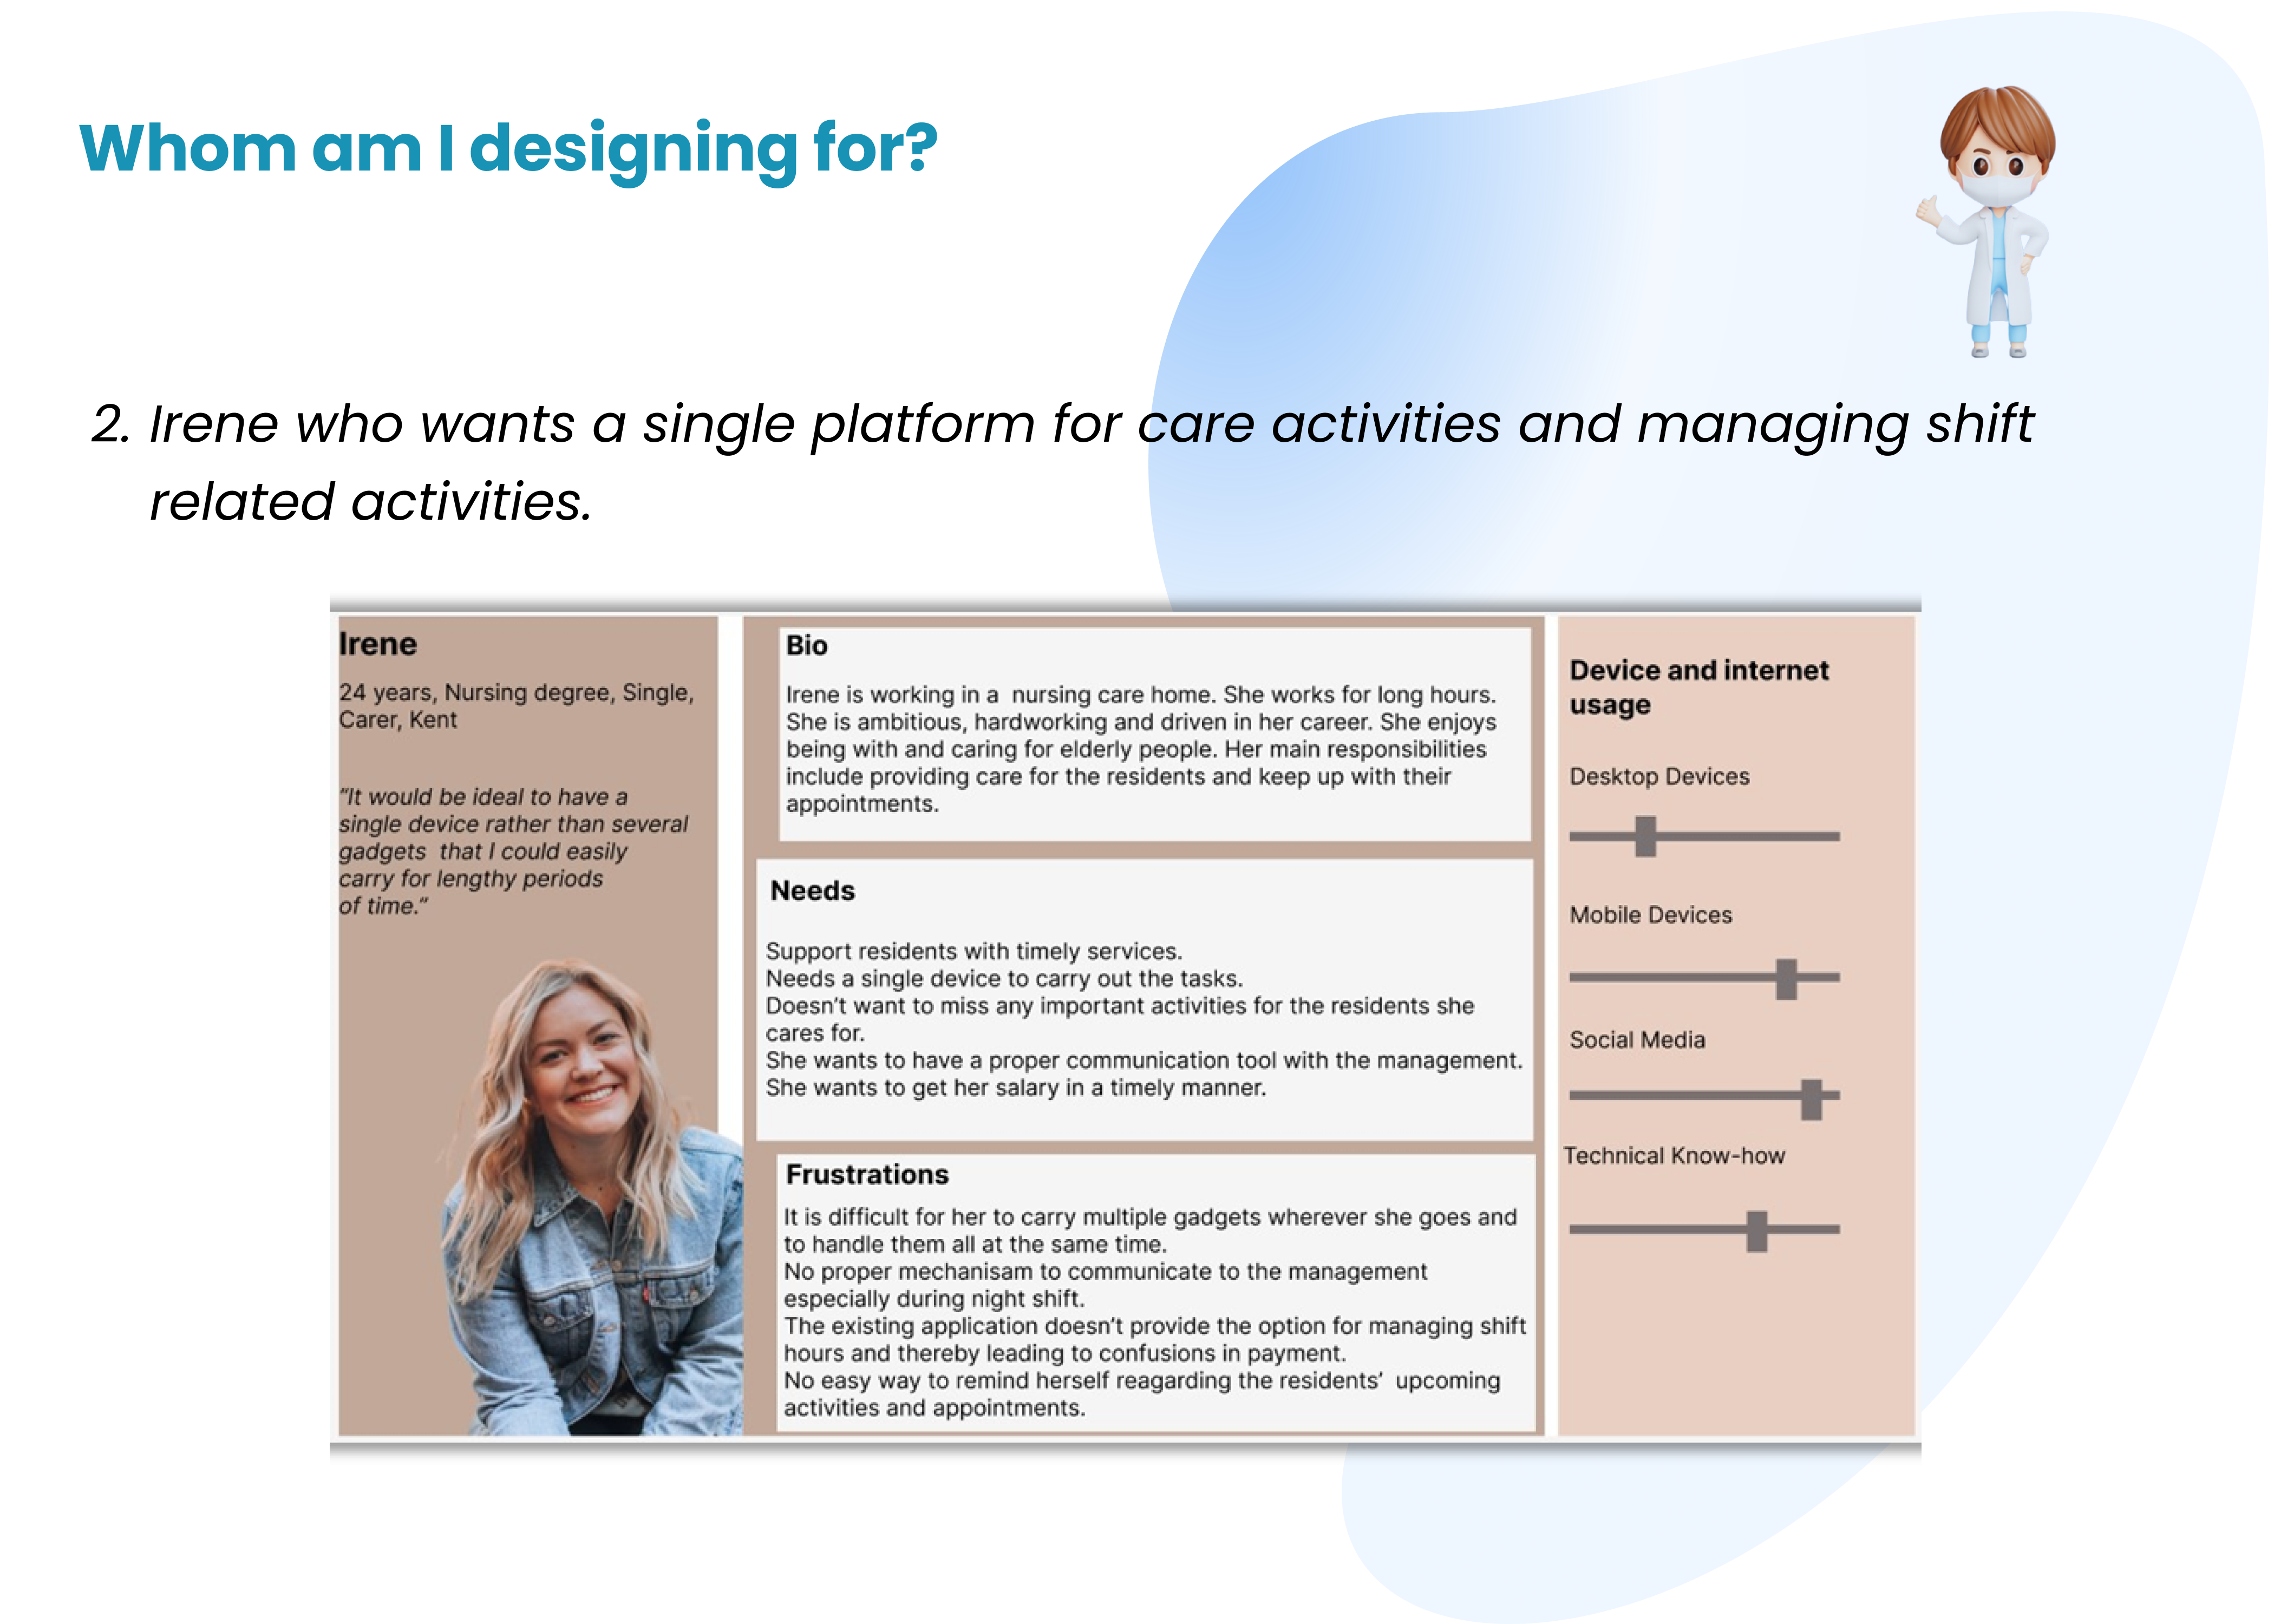 Whom am I designing for?
2. Irene who wants a single platform for care activities and managing shift
related activities.
Irene
24 years, Nursing degree, Single,
Carer, Kent
“It would be ideal to have a
single device rather than several
gadgets that I could easily
carry for lengthy periods
of time.”
Bio
Irene is working in a nursing care home. She works for long hours.
She is ambitious, hardworking and driven in her career. She enjoys
being with and caring for elderly people. Her main responsibilities
include providing care for the residents and keep up with their
appointments.
Needs
Support residents with timely services.
Needs a single device to carry out the tasks.
Doesn’t want to miss any important activities for the residents she
cares for.
She wants to have a proper communication tool with the management.
She wants to get her salary in a timely manner.
Frustrations
It is difficult for her to carry multiple gadgets wherever she goes and
to handle them all at the same time.
No proper mechanisam to communicate to the management
especially during night shift.
The existing application doesn’t provide the option for managing shift
hours and thereby leading to confusions in payment.
No easy way to remind herself reagarding the residents’ upcoming
activities and appointments.
Device and internet
usage
Desktop Devices
Mobile Devices
Social Media
Technical Know-how